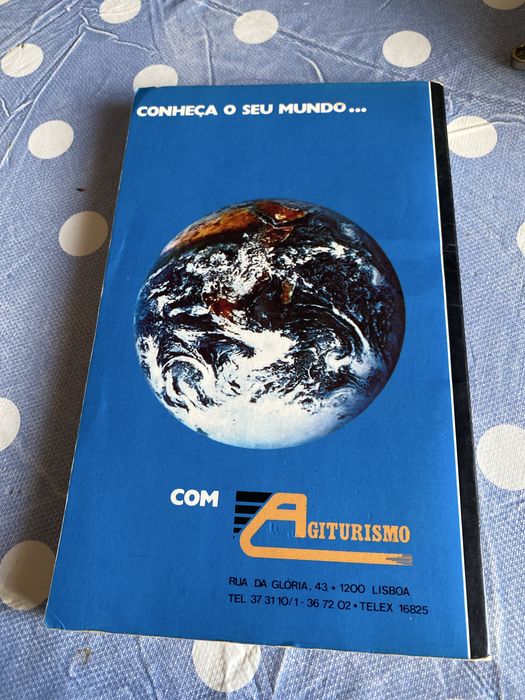 CONHEÇA O SEU MUNDO...
COM AGITURISMO
RUA DA GLÓRIA, 43 • 1200 LISBOA
TEL 37 31 10/1 - 36 72 02 • TELEX 16825